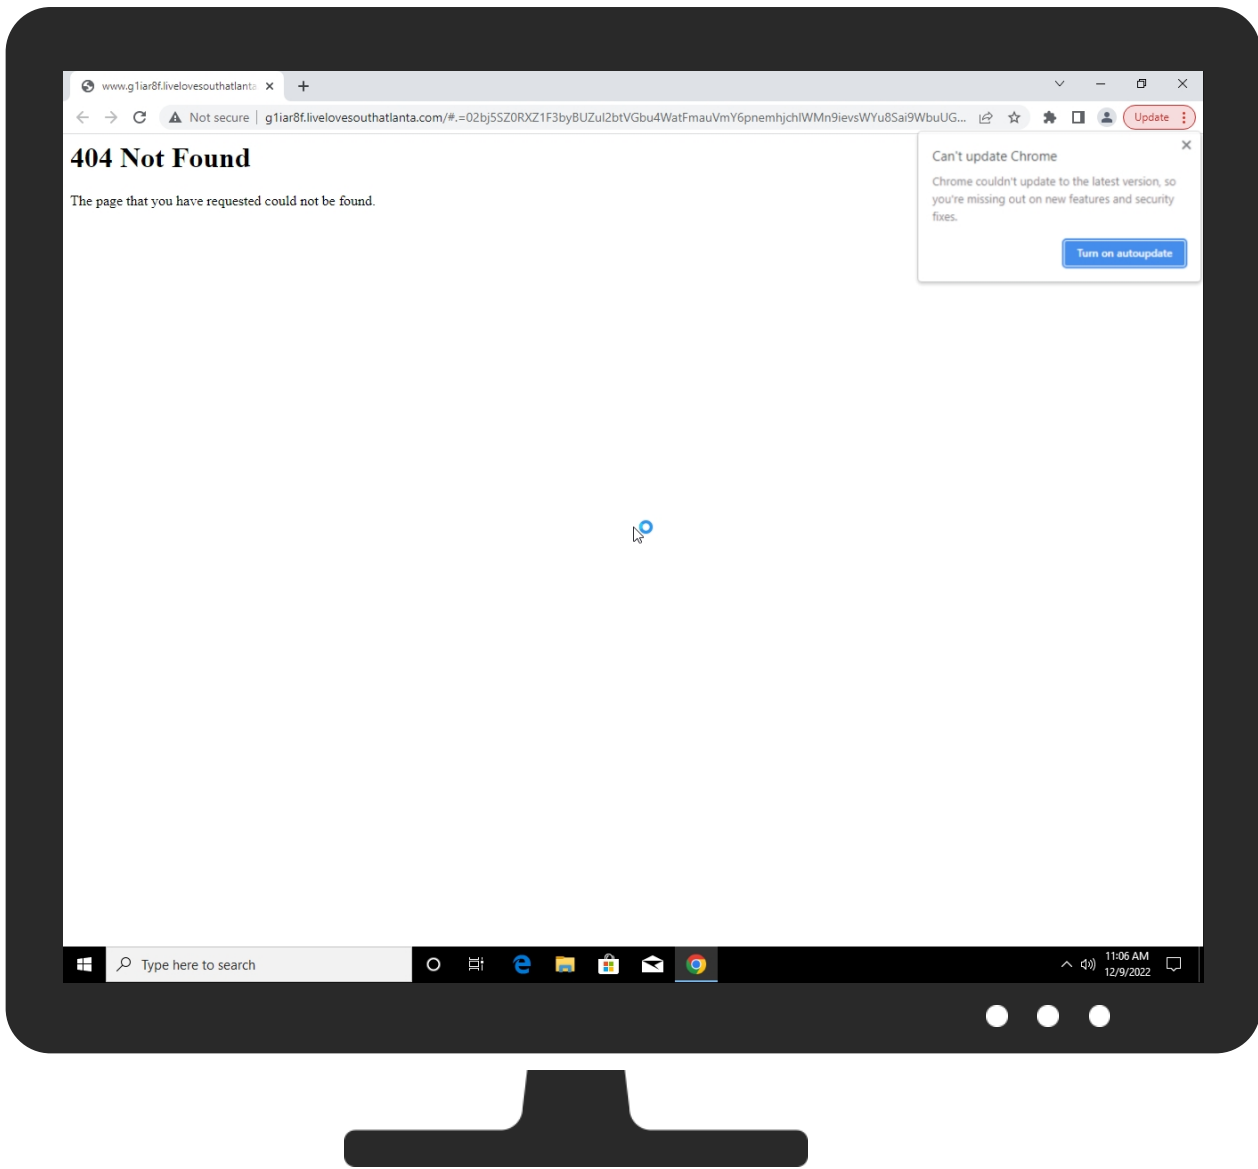 www.g1iar8f.livelovesouthatlanta
Not secure | g1iar8f.livelovesouthatlanta.com/#.=02bj5SZ0RXZ1F3byBUZul2btVGbu4WatFmauVmY6pnemhjchlWMn9ievsWYu8Sai9WbuUG...
Update
404 Not Found
The page that you have requested could not be found.
Can't update Chrome
Chrome couldn't update to the latest version, so
you're missing out on new features and security
fixes.
Turn on autoupdate
Type here to search
11:06 AM
12/9/2022